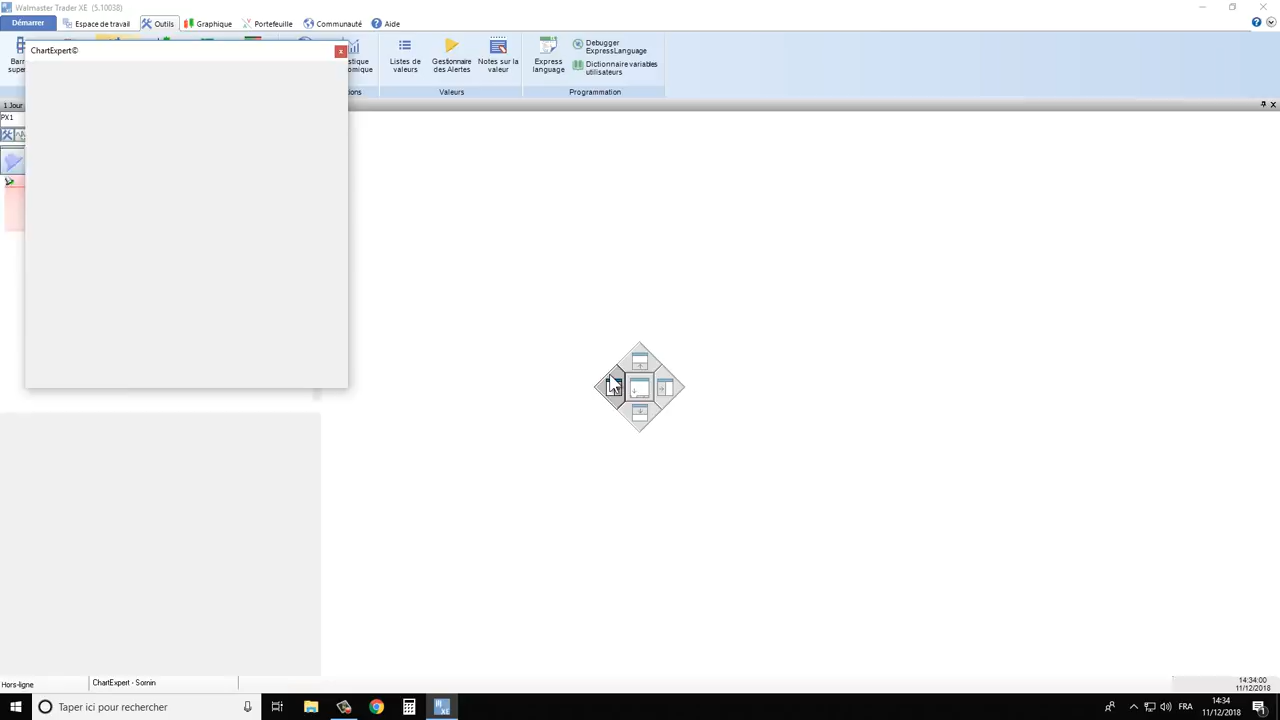 Walmaster Trader XE (5.10038)
Démarrer
Espace de travail
Outils
Graphique
Portefeuille
Communauté
Aide
ChartExpert©
x
Listes de
valeurs
Gestionnaire
des Alertes
Notes sur la
valeur
Express
language
Debugger
ExpressLanguage
Dictionnaire variables
utilisateurs
Valeurs
Programmation
1 Jour
PX1
Hors-ligne
ChartExpert - Somin
14:34:00
11/12/2018
Taper ici pour rechercher
XE
FRA
14:34
11/12/2018